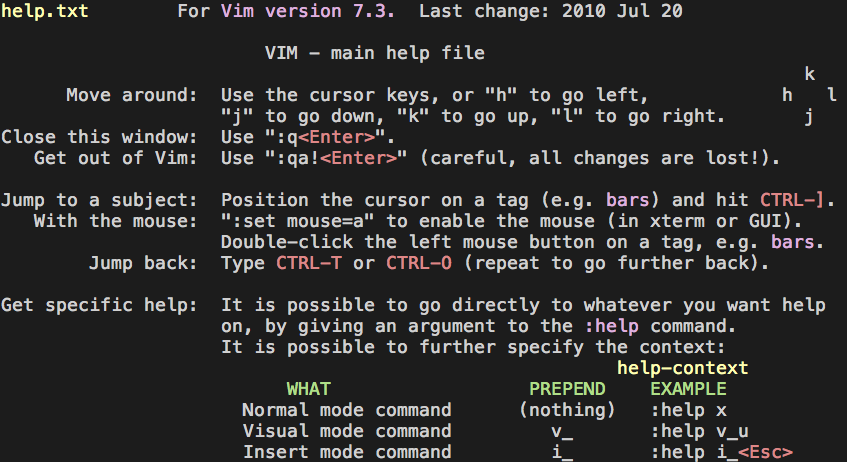 help.txt For Vim version 7.3. Last change: 2010 Jul 20
VIM - main help file
k
Move around: Use the cursor keys, or "h" to go left, h l
"j" to go down, "k" to go up, "l" to go right. j
Close this window: Use ":q<Enter>".
Get out of Vim: Use ":qa!<Enter>" (careful, all changes are lost!).
Jump to a subject: Position the cursor on a tag (e.g. bars) and hit CTRL-].
With the mouse: ":set mouse=a" to enable the mouse (in xterm or GUI).
Double-click the left mouse button on a tag, e.g. bars.
Jump back: Type CTRL-T or CTRL-O (repeat to go further back).
Get specific help: It is possible to go directly to whatever you want help
on, by giving an argument to the :help command.
It is possible to further specify the context:
help-context
WHAT PREPEND EXAMPLE
Normal mode command (nothing) :help x
Visual mode command v_ :help v_u
Insert mode command i_ :help i_<Esc>